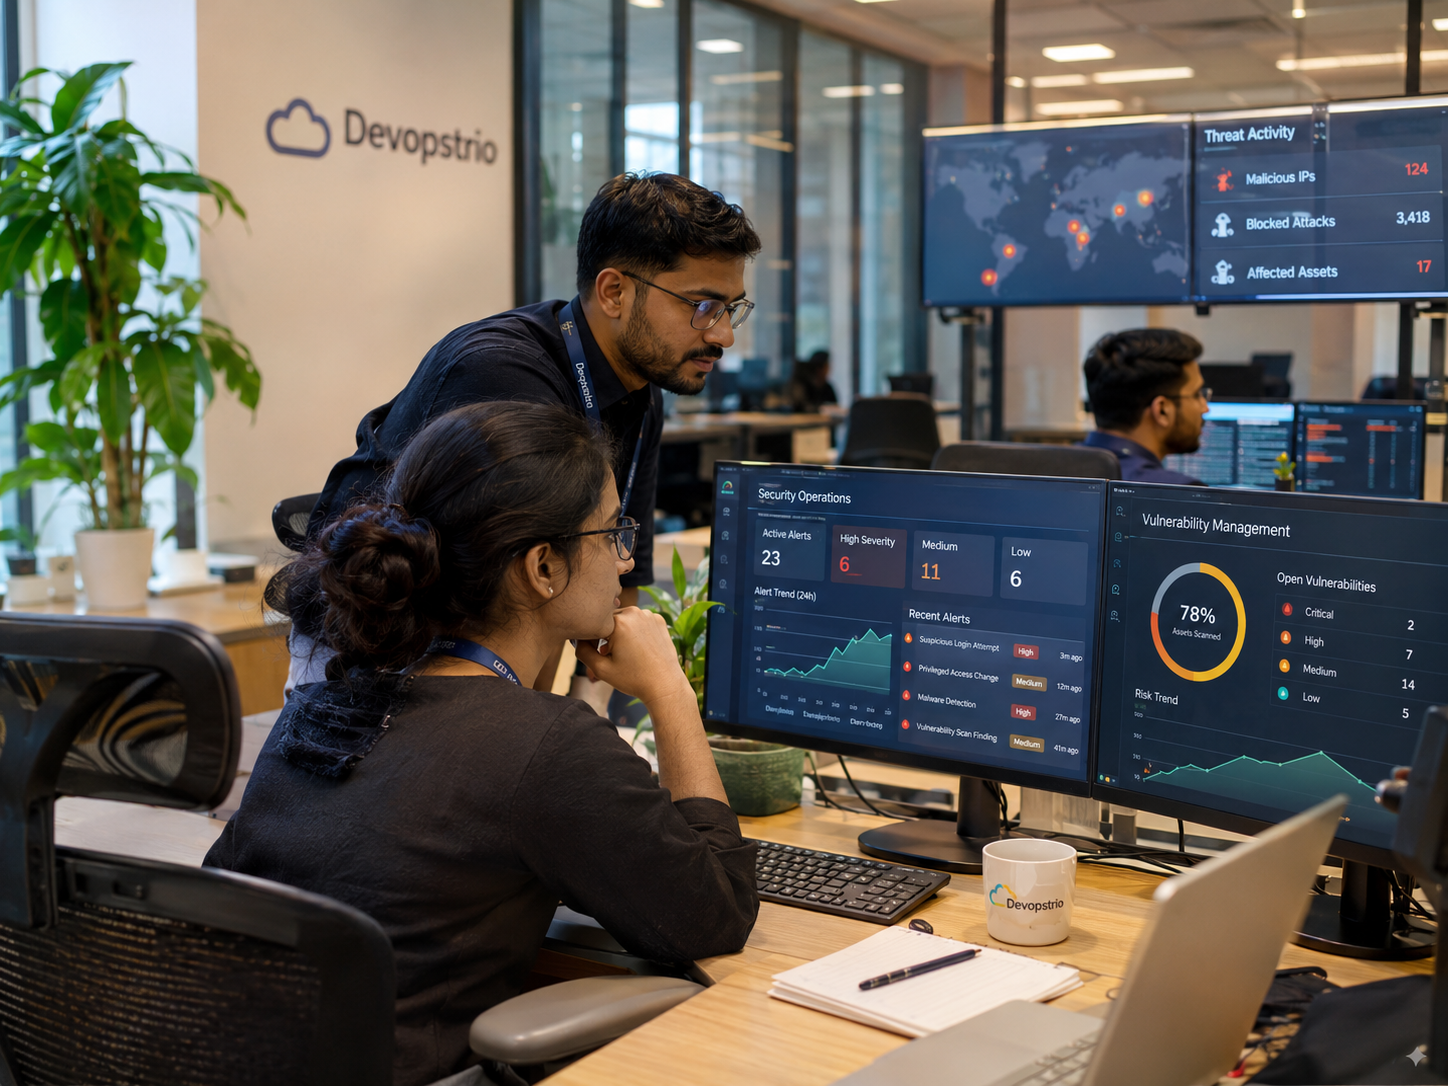 Devopstrio
Threat Activity
Malicious IPs 124
Blocked Attacks 3,418
Affected Assets 17
Security Operations
Active Alerts
23
High Severity
6
Medium
11
Low
6
Alert Trend (24h)
Recent Alerts
Suspicious Login Attempt High 3m ago
Privileged Access Change Medium 12m ago
Malware Detection High 27m ago
Vulnerability Scan Finding Medium 41m ago
Vulnerability Management
78%
Assets Scanned
Open Vulnerabilities
Critical 2
High 7
Medium 14
Low 5
Risk Trend
Devopstrio